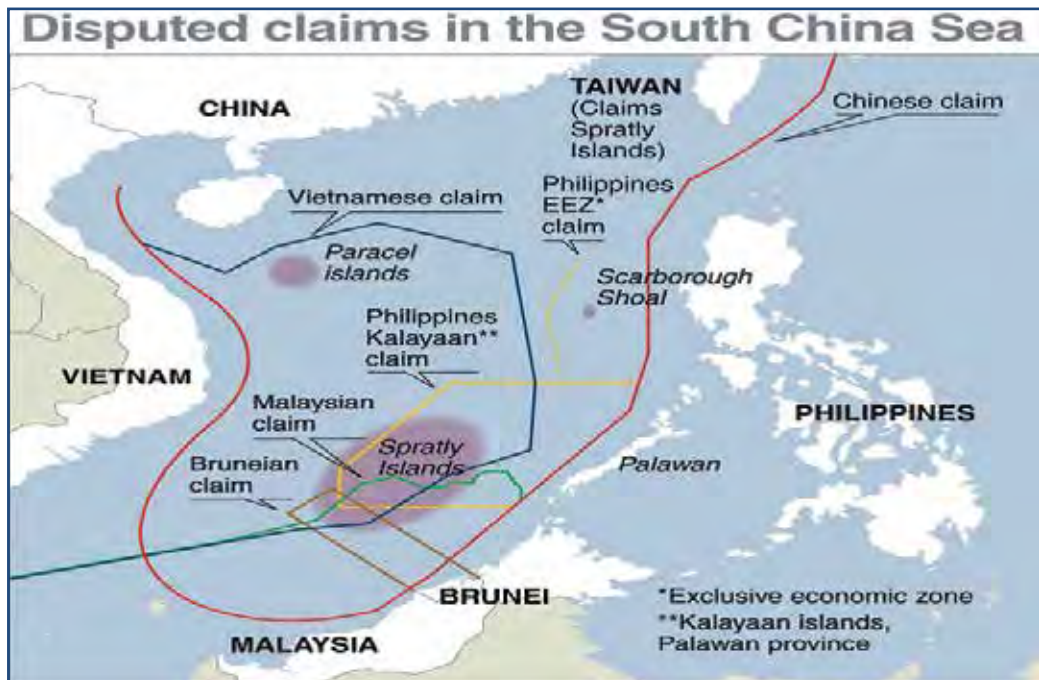 Disputed claims in the South China Sea
CHINA
TAIWAN
(Claims
Spratly
Islands)
Chinese claim
Vietnamese claim
Philippines
EEZ*
claim
Paracel
islands
Scarborough
Shoal
Philippines
Kalayaan**
claim
VIETNAM
Malaysian
claim
PHILIPPINES
Spratly
Islands
Bruneian
claim
Palawan
BRUNEI
MALAYSIA
*Exclusive economic zone
**Kalayaan islands,
Palawan province